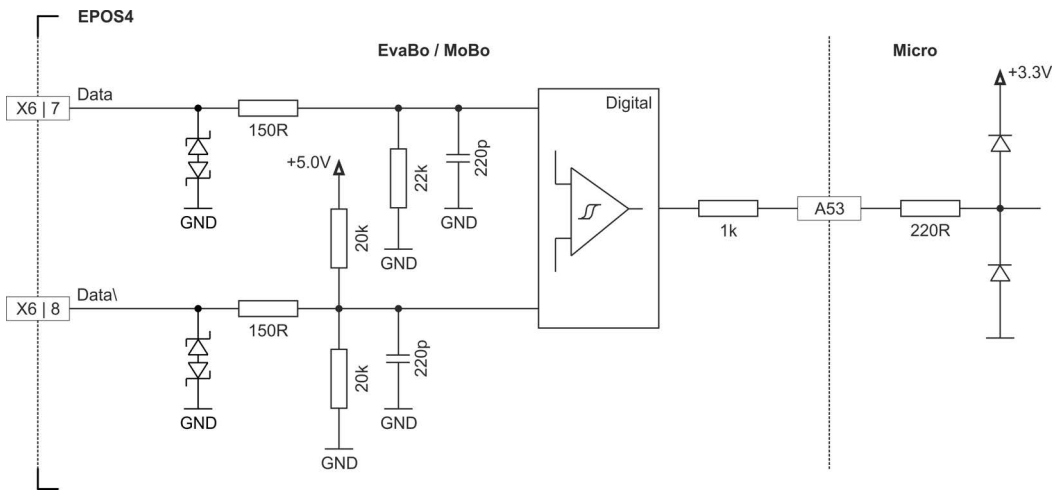 EPOS4
EvaBo / MoBo
Micro
+3.3V
X6 | 7
Data
Digital
150R
22k
220p
+5.0V
GND
GND
GND
20k
1k
A53
220R
X6 | 8
Data\
150R
20k
220p
GND
GND
GND